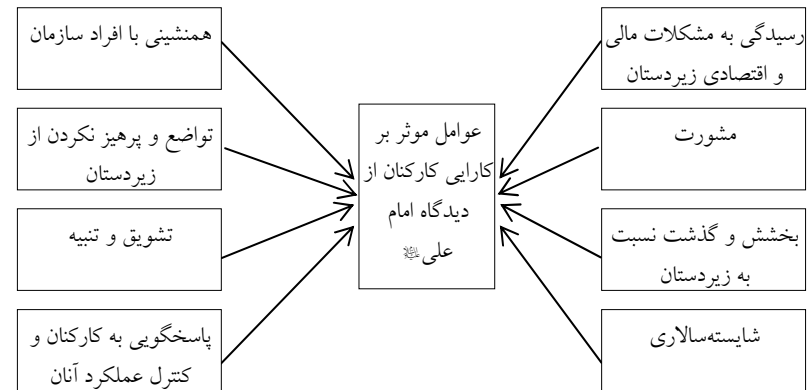 رسیدگی به مشکلات مالی
و اقتصادی زیردستان
مشورت
بخشش و گذشت نسبت
به زیردستان
شایسته‌سالاری
عوامل موثر بر
کارایی کارکنان از
دیدگاه امام
علی علیه‌السلام
همنشینی با افراد سازمان
تواضع و پرهیز نکردن از
زیردستان
تشویق و تنبیه
پاسخگویی به کارکنان و
کنترل عملکرد آنان